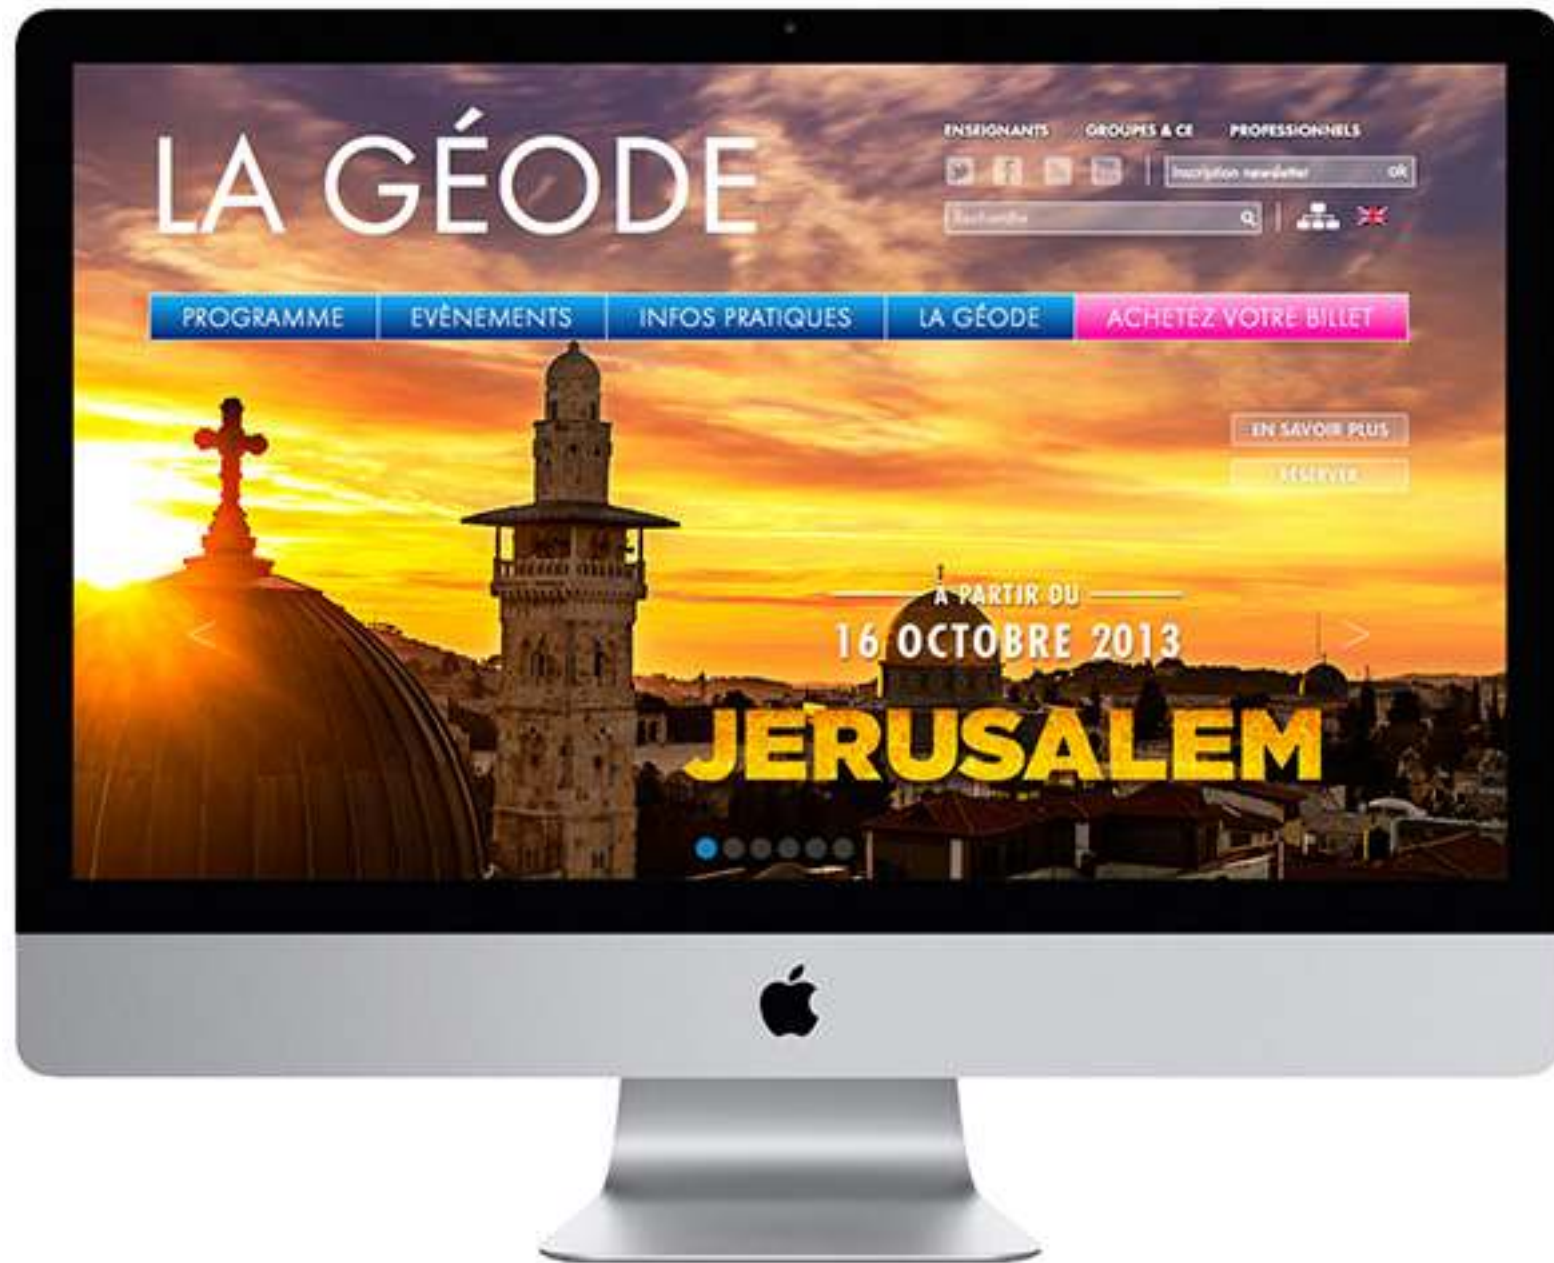 LA GÉODE
ENSEIGNANTS GROUPES & CE PROFESSIONNELS
Inscription newsletter ok
Recherche
PROGRAMME EVÈNEMENTS INFOS PRATIQUES LA GÉODE ACHETEZ VOTRE BILLET
EN SAVOIR PLUS
RÉSERVER
À PARTIR DU
16 OCTOBRE 2013
JERUSALEM